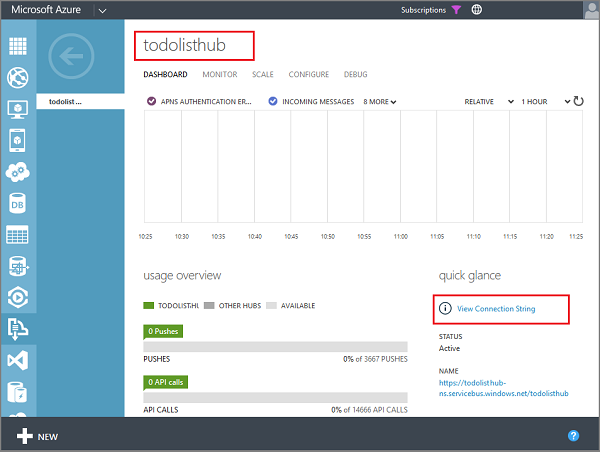 Microsoft Azure
Subscriptions
todolist ...
todolisthub
DASHBOARD MONITOR SCALE CONFIGURE DEBUG
APNS AUTHENTICATION ER... INCOMING MESSAGES 8 MORE RELATIVE 1 HOUR
10:25 10:30 10:35 10:40 10:45 10:50 10:55 11:00 11:05 11:10 11:15 11:20 11:25
usage overview
TODOLISTHU OTHER HUBS AVAILABLE
0 Pushes
PUSHES 0% of 3667 PUSHES
0 API calls
API CALLS 0% of 14666 API CALLS
quick glance
View Connection String
STATUS
Active
NAME
https://todolisthub-
ns.servicebus.windows.net/todolisthub
DB
NEW
?